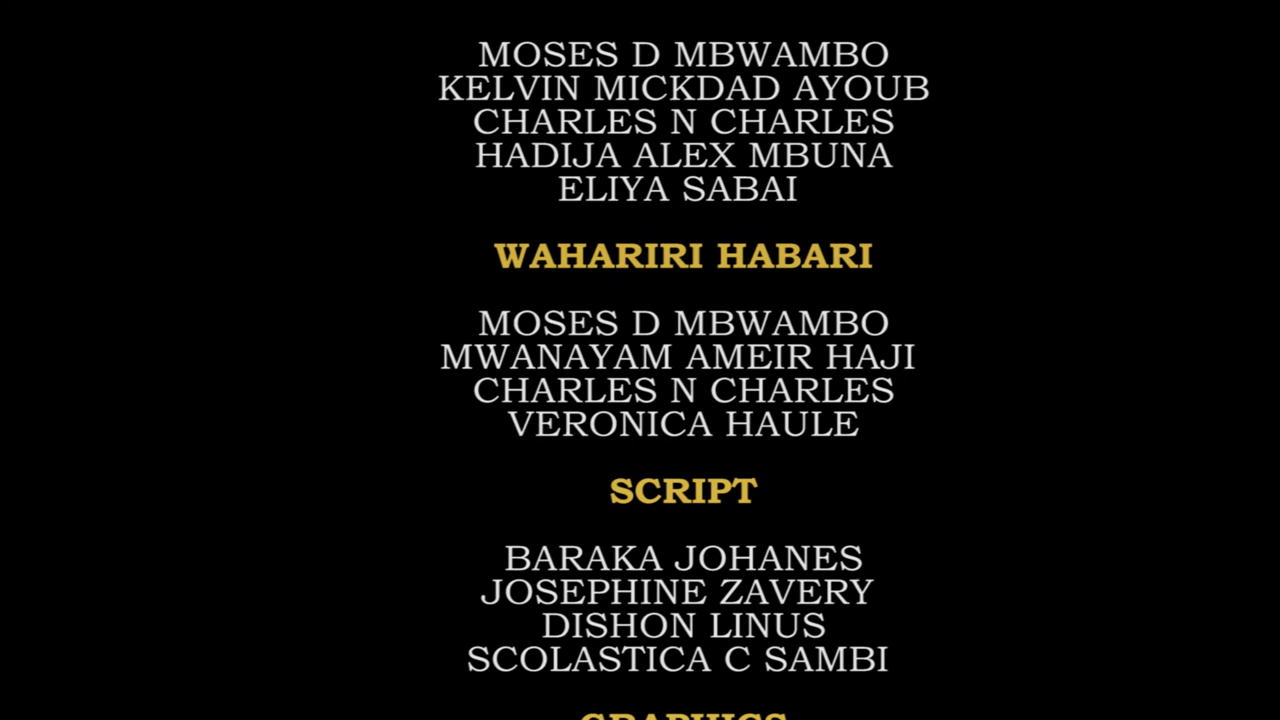 MOSES D MBWAMBO
KELVIN MICKDAD AYOUB
CHARLES N CHARLES
HADIJA ALEX MBUNA
ELIYA SABAI
WAHARIRI HABARI
MOSES D MBWAMBO
MWANAYAM AMEIR HAJI
CHARLES N CHARLES
VERONICA HAULE
SCRIPT
BARAKA JOHANES
JOSEPHINE ZAVERY
DISHON LINUS
SCOLASTICA C SAMBI
GRAPHICS